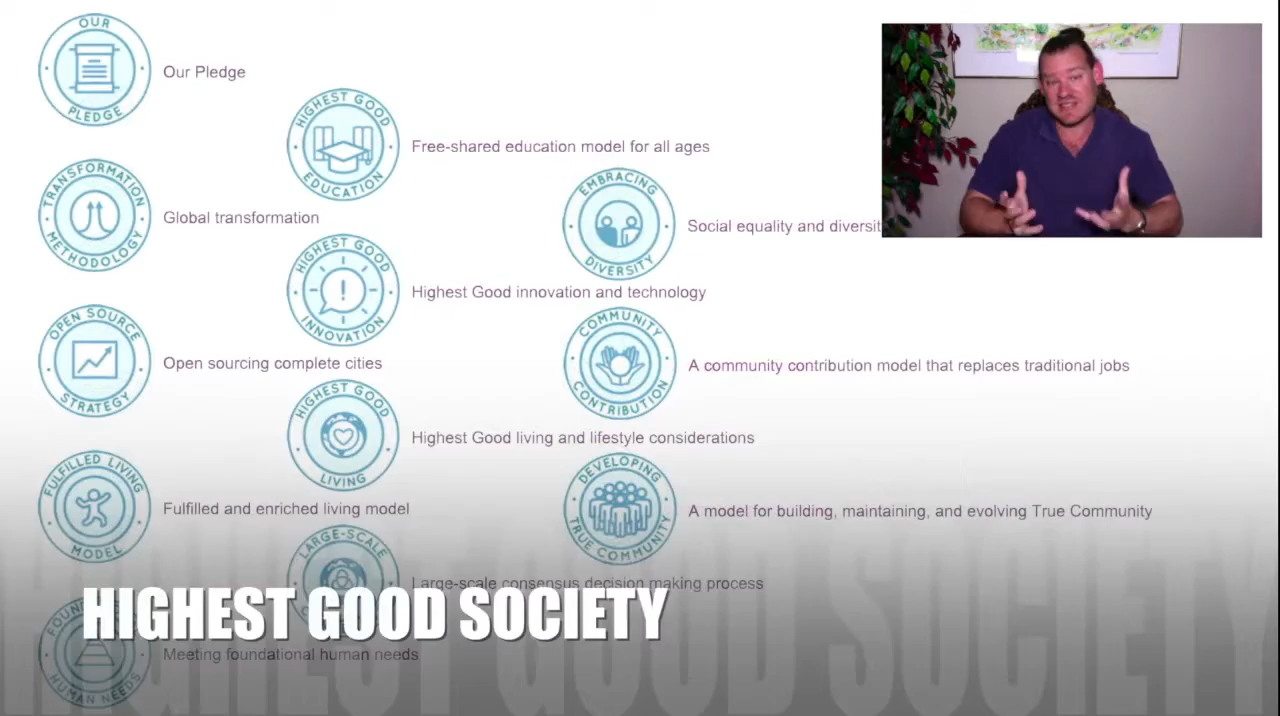 OUR
PLEDGE
Our Pledge
HIGHEST GOOD
EDUCATION
Free-shared education model for all ages
TRANSFORMATION
METHODOLOGY
Global transformation
EMBRACING
DIVERSITY
Social equality and diversit
HIGHEST GOOD
INNOVATION
Highest Good innovation and technology
OPEN SOURCE
STRATEGY
Open sourcing complete cities
COMMUNITY
CONTRIBUTION
A community contribution model that replaces traditional jobs
HIGHEST GOOD
LIVING
Highest Good living and lifestyle considerations
FULFILLED LIVING
MODEL
Fulfilled and enriched living model
DEVELOPING
TRUE COMMUNITY
A model for building, maintaining, and evolving True Community
LARGE-SCALE
Large-scale consensus decision making process
HIGHEST GOOD SOCIETY
HUMAN NEEDS
Meeting foundational human needs
HIGHEST GOOD SOCIETY